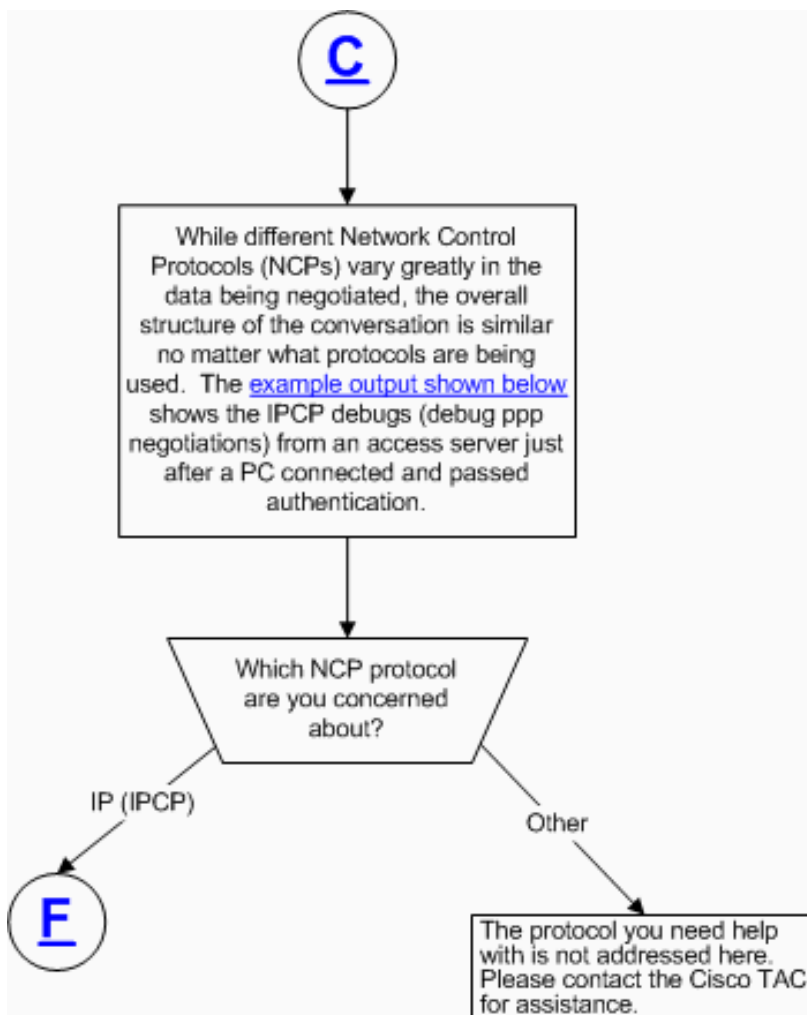 C
While different Network Control
Protocols (NCPs) vary greatly in the
data being negotiated, the overall
structure of the conversation is similar
no matter what protocols are being
used. The example output shown below
shows the IPCP debugs (debug ppp
negotiations) from an access server just
after a PC connected and passed
authentication.
Which NCP protocol
are you concerned
about?
IP (IPCP)
Other
F
The protocol you need help
with is not addressed here.
Please contact the Cisco TAC
for assistance.